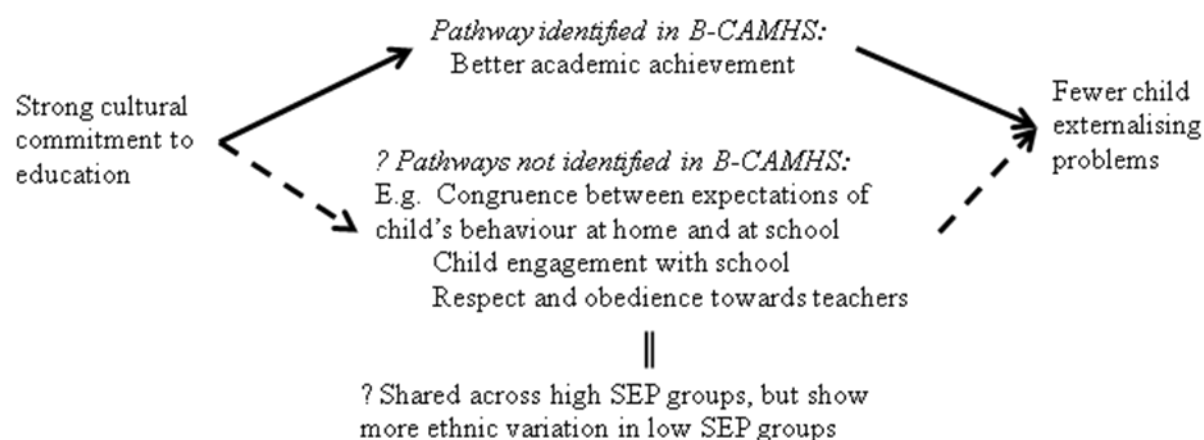 Pathway identified in B-CAMHS:
Better academic achievement
Strong cultural
commitment to
education
Fewer child
externalising
problems
? Pathways not identified in B-CAMHS:
E.g. Congruence between expectations of
child’s behaviour at home and at school
Child engagement with school
Respect and obedience towards teachers
? Shared across high SEP groups, but show
more ethnic variation in low SEP groups